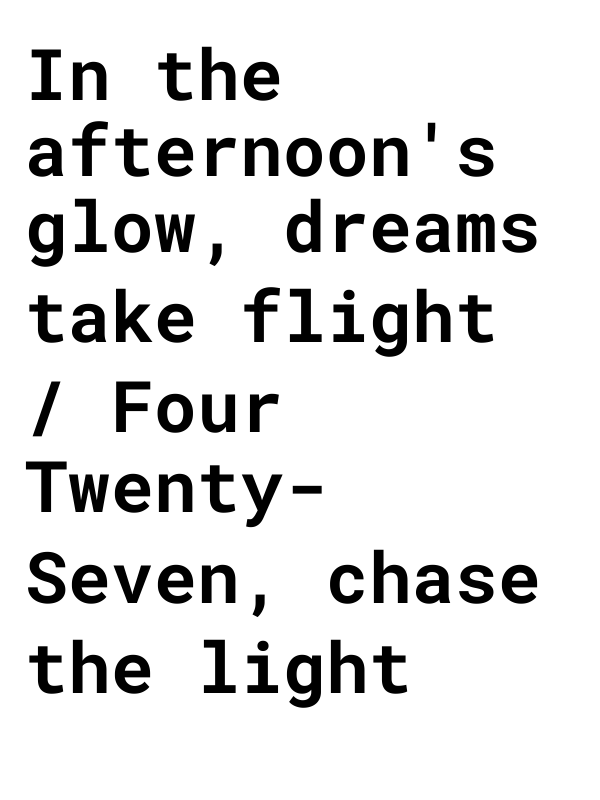 In the
afternoon's
glow, dreams
take flight
/ Four
Twenty-
Seven, chase
the light